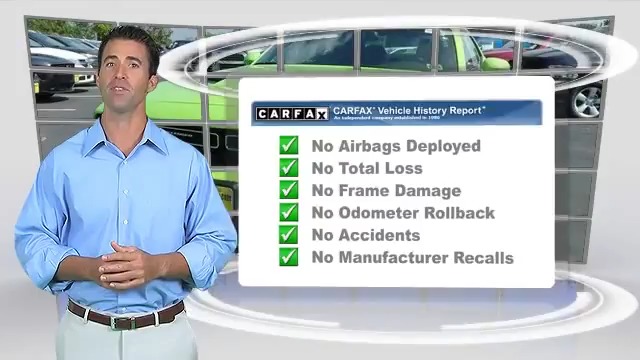 CARFAX CARFAX® Vehicle History Report™
An independent company established in 1986
No Airbags Deployed
No Total Loss
No Frame Damage
No Odometer Rollback
No Accidents
No Manufacturer Recalls